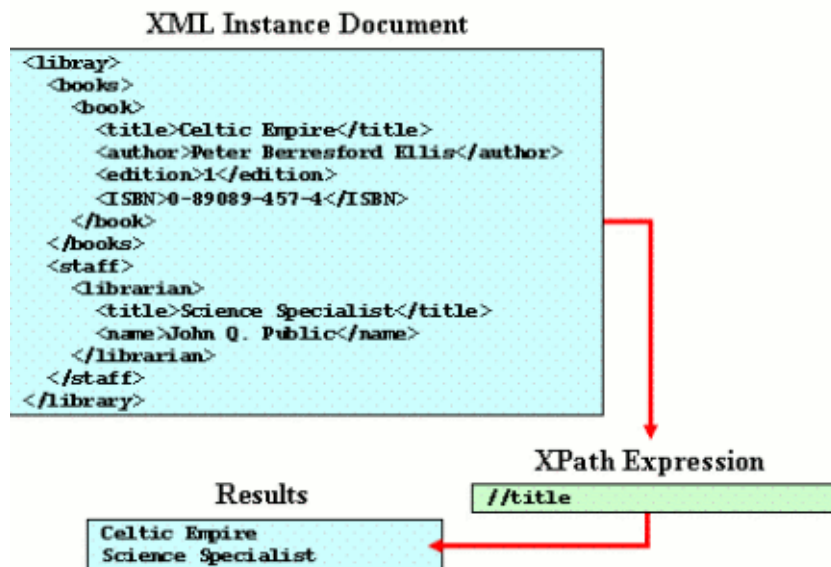 XML Instance Document
<libray>
<books>
<book>
<title>Celtic Empire</title>
<author>Peter Berresford Ellis</author>
<edition>1</edition>
<ISBN>0-89089-457-4</ISBN>
</book>
</books>
<staff>
<librarian>
<title>Science Specialist</title>
<name>John Q. Public</name>
</librarian>
</staff>
</library>
XPath Expression
//title
Results
Celtic Empire
Science Specialist